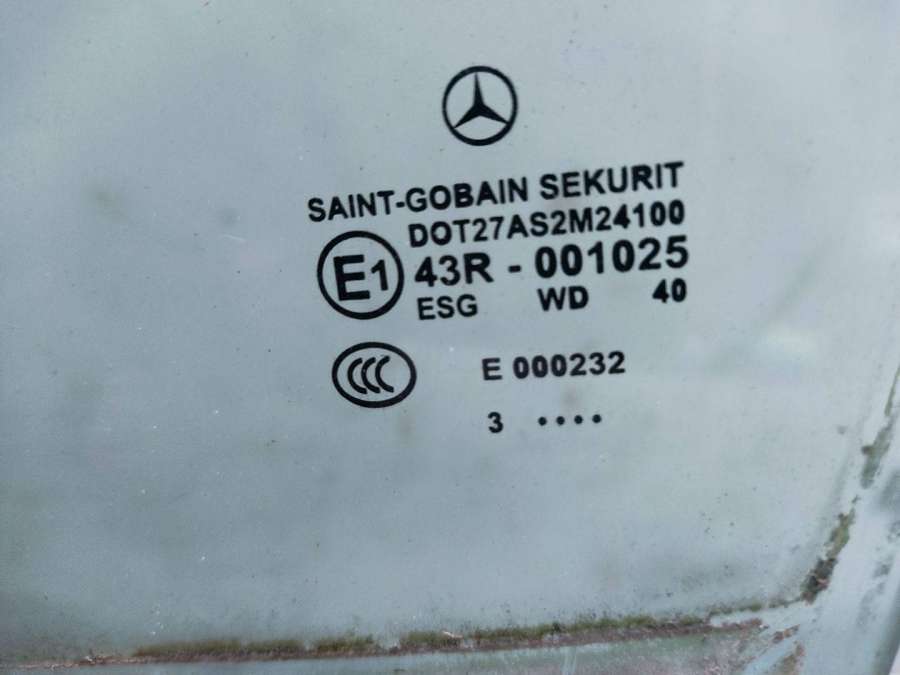 SAINT-GOBAIN SEKURIT
DOT27AS2M24100
E1 43R - 001025
ESG WD 40
CCC E 000232
3 ••••